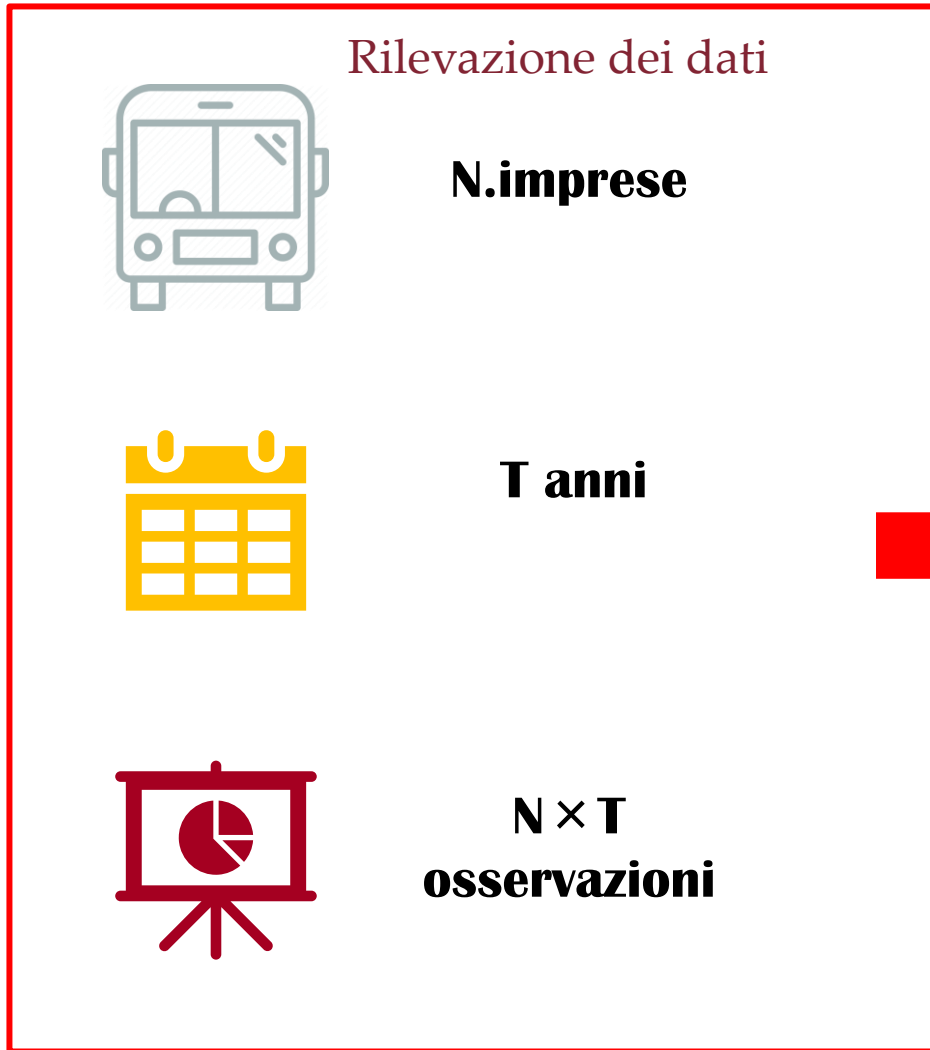 Rilevazione dei dati
N.imprese
T anni
N × T
osservazioni